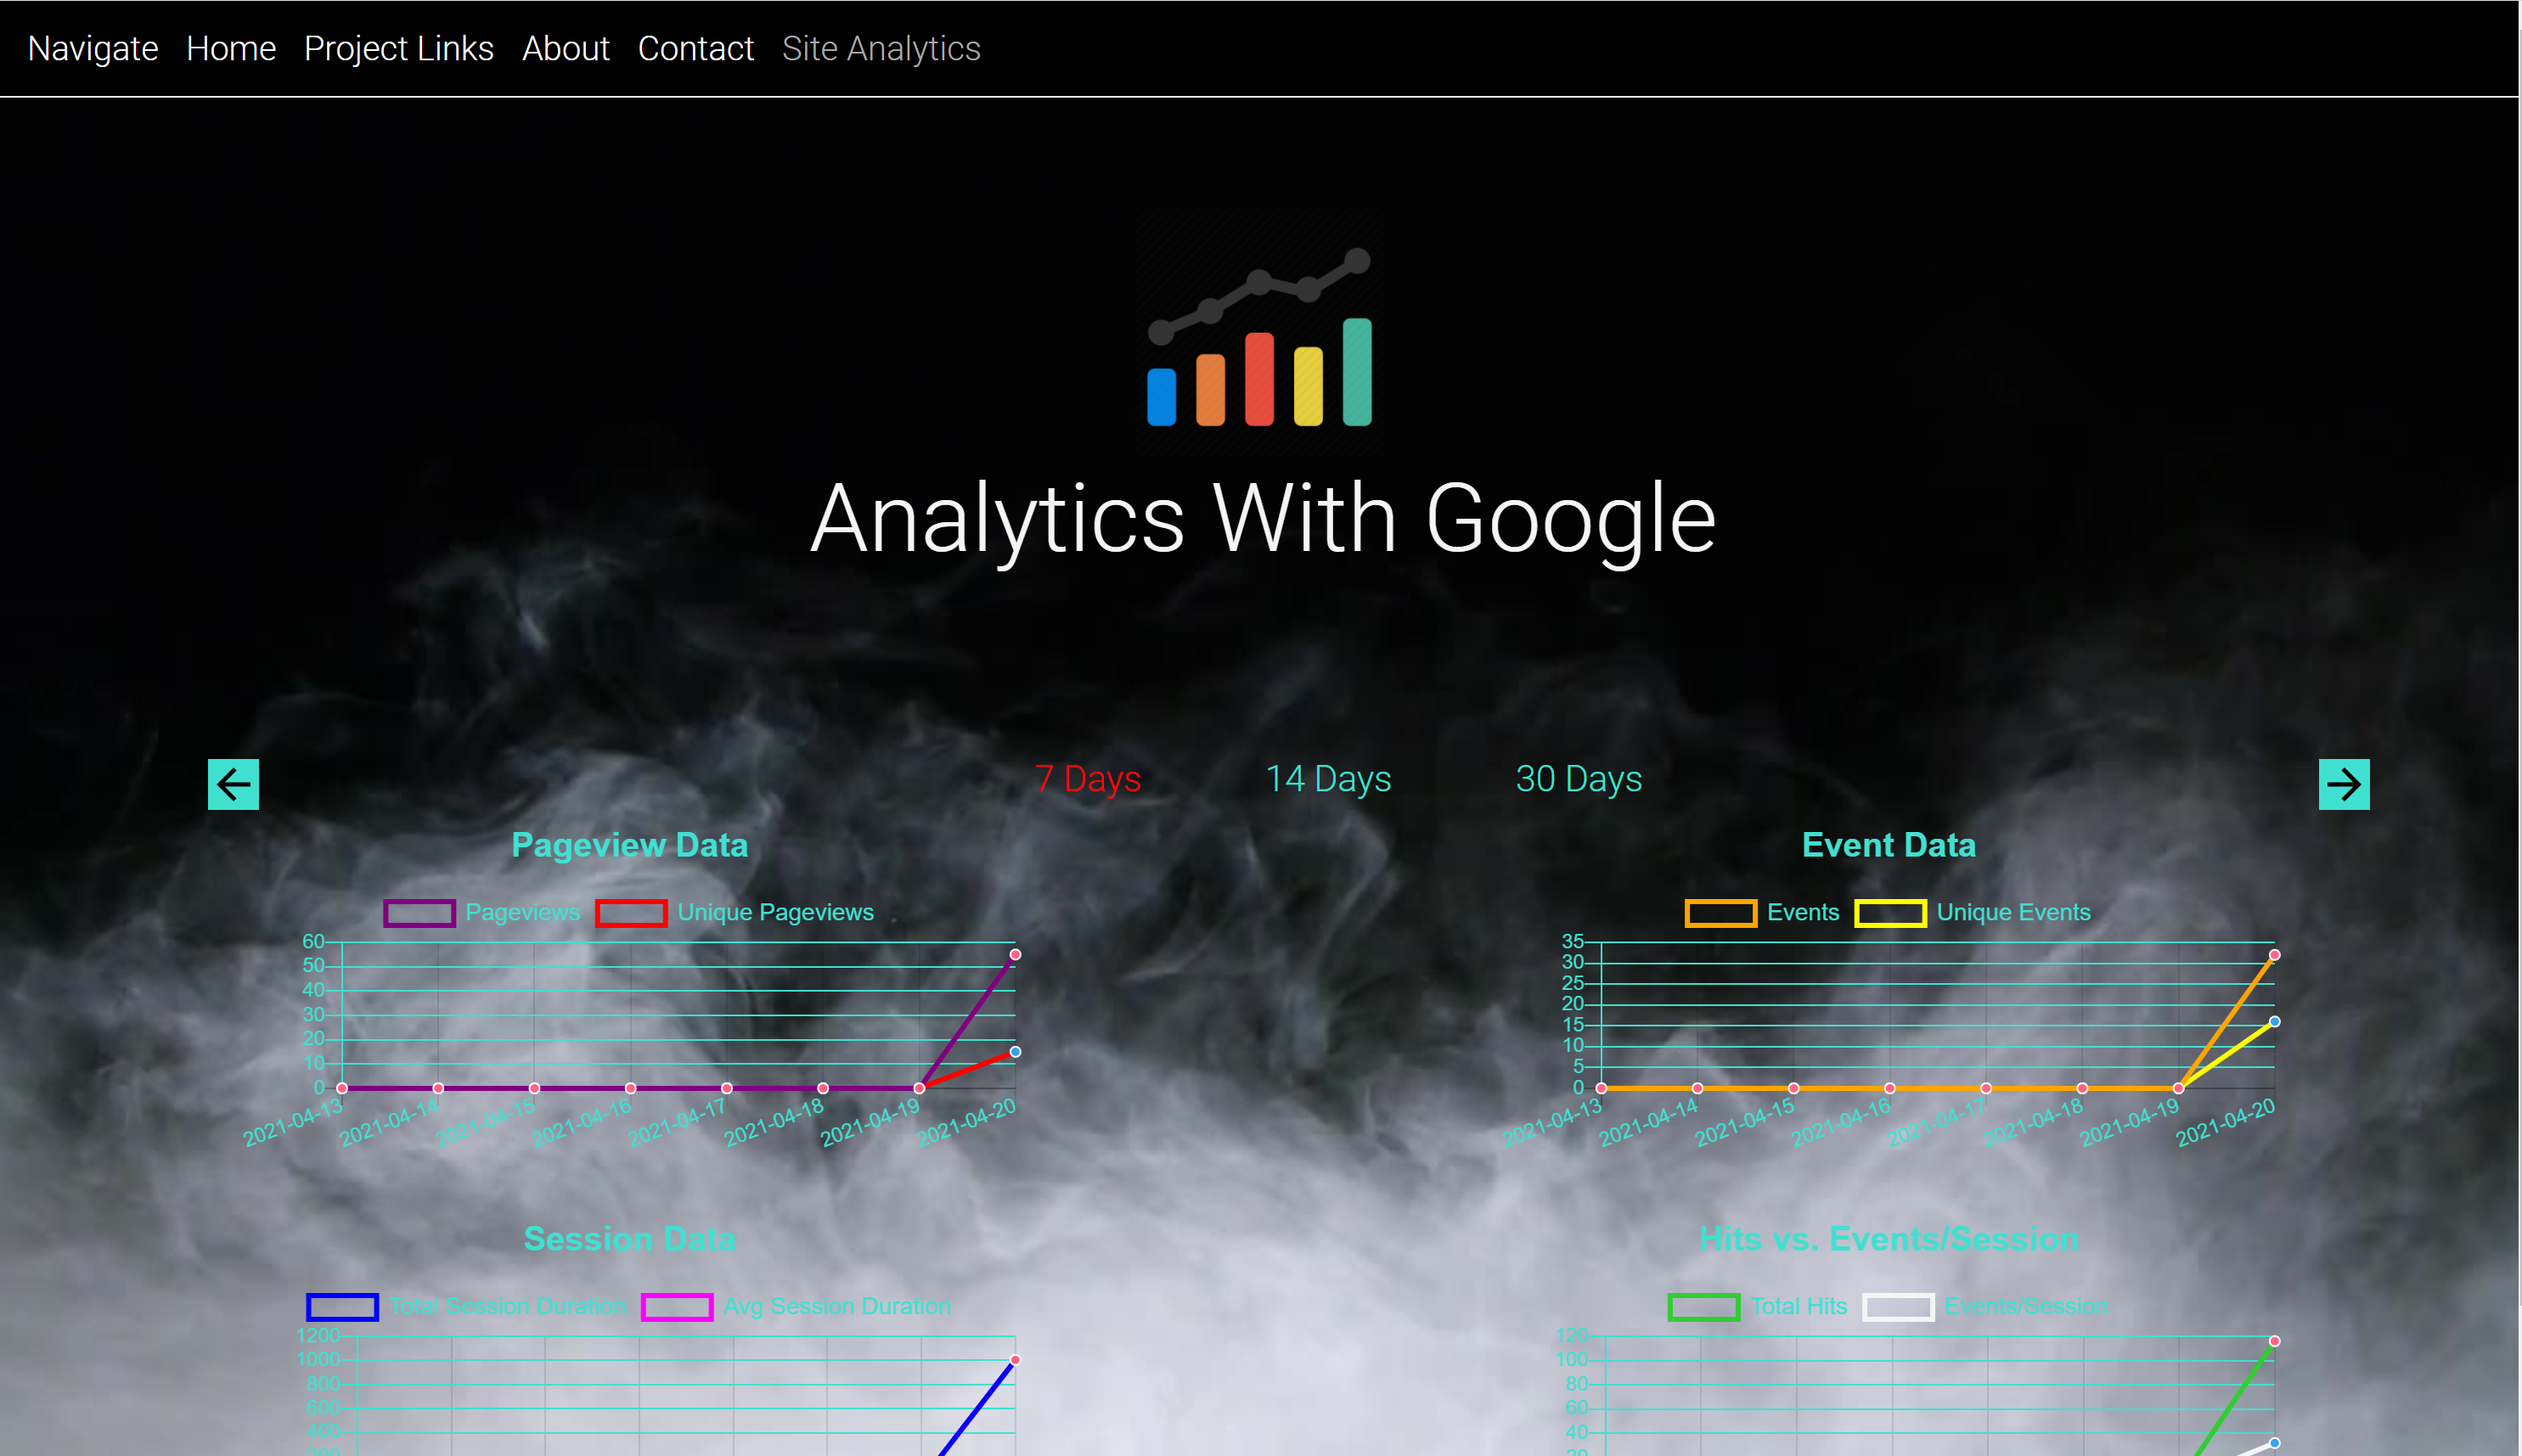 Navigate Home Project Links About Contact Site Analytics
Analytics With Google
7 Days 14 Days 30 Days
Pageview Data
Pageviews Unique Pageviews
60
50
40
30
20
10
0
2021-04-13 2021-04-14 2021-04-15 2021-04-16 2021-04-17 2021-04-18 2021-04-19 2021-04-20
Event Data
Events Unique Events
35
30
25
20
15
10
5
0
2021-04-13 2021-04-14 2021-04-15 2021-04-16 2021-04-17 2021-04-18 2021-04-19 2021-04-20
Session Data
Total Session Duration Avg Session Duration
1200
1000
800
600
400
200
Hits vs. Events/Session
Total Hits Events/Session
120
100
80
60
40
20